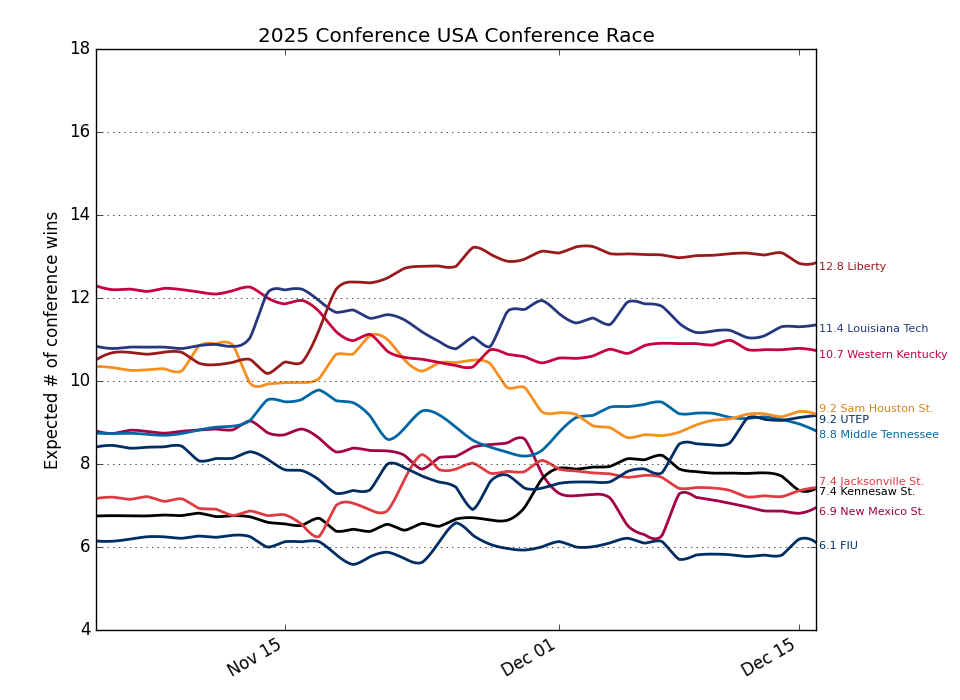 2025 Conference USA Conference Race
Expected # of conference wins
18
16
14
12
10
8
6
4
Nov 15
Dec 01
Dec 15
12.8 Liberty
11.4 Louisiana Tech
10.7 Western Kentucky
9.2 Sam Houston St.
9.2 UTEP
8.8 Middle Tennessee
7.4 Jacksonville St.
7.4 Kennesaw St.
6.9 New Mexico St.
6.1 FIU